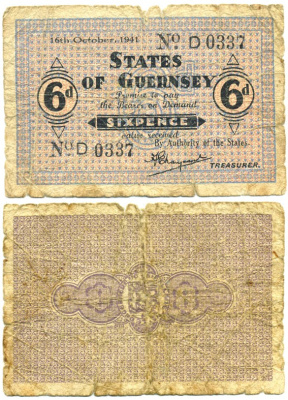 16th October, 1941 No D 0337
STATES
OF GUERNSEY
Promise to pay
the Bearer on Demand
6d SIXPENCE 6d
value received
No D 0337 By Authority of the States.
TREASURER.